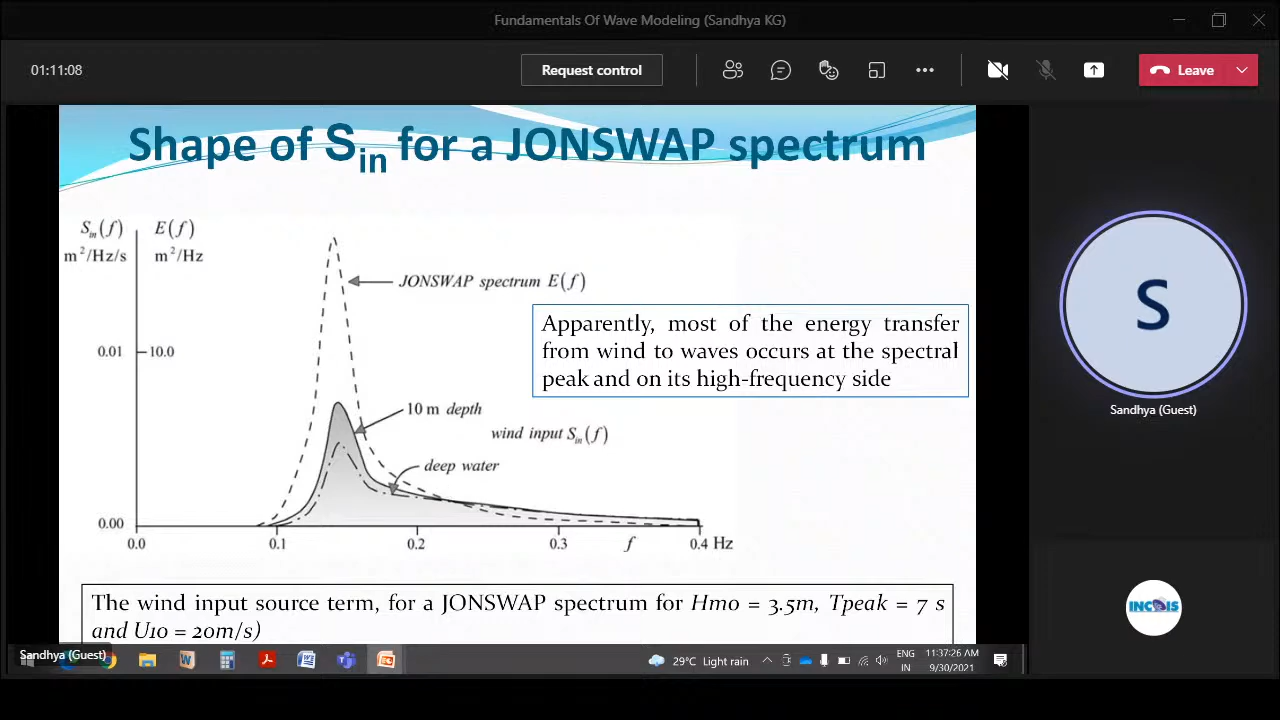 Fundamentals Of Wave Modeling (Sandhya KG)
01:11:08
Request control
Leave
Shape of Sin for a JONSWAP spectrum
Sin(f) E(f)
m²/Hz/s m²/Hz
JONSWAP spectrum E(f)
Apparently, most of the energy transfer
from wind to waves occurs at the spectral
peak and on its high-frequency side
0.01 10.0
10 m depth
wind input Sin(f)
deep water
0.00
0.0 0.1 0.2 0.3 f 0.4 Hz
S
Sandhya (Guest)
The wind input source term, for a JONSWAP spectrum for Hmo = 3.5m, Tpeak = 7 s
and U10 = 20m/s)
INCOIS
Sandhya (Guest)
29°C Light rain
ENG
IN
11:37:26 AM
9/30/2021